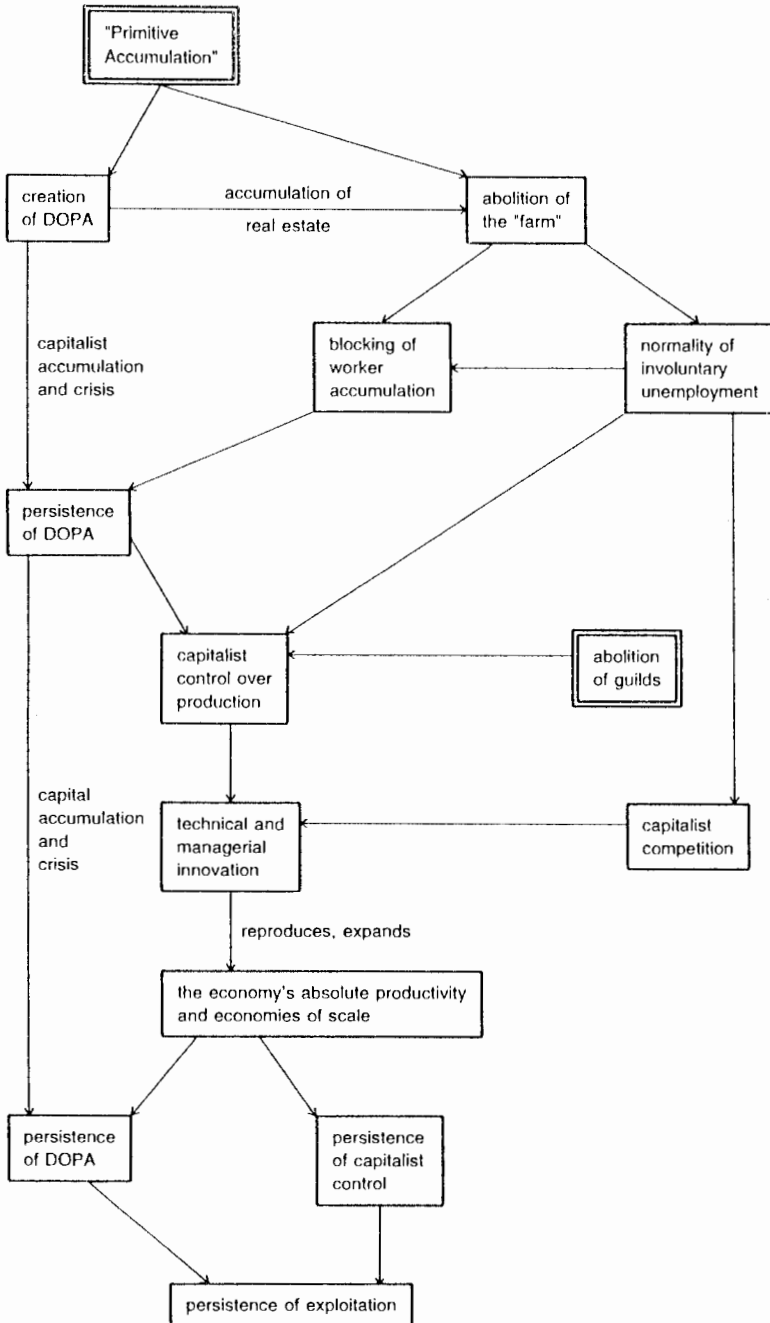 "Primitive
Accumulation"
creation
of DOPA
accumulation of
real estate
abolition of
the "farm"
capitalist
accumulation
and crisis
blocking of
worker
accumulation
normality of
involuntary
unemployment
persistence
of DOPA
capitalist
control over
production
abolition
of guilds
capital
accumulation
and
crisis
technical and
managerial
innovation
capitalist
competition
reproduces, expands
the economy's absolute productivity
and economies of scale
persistence
of DOPA
persistence
of capitalist
control
persistence of exploitation